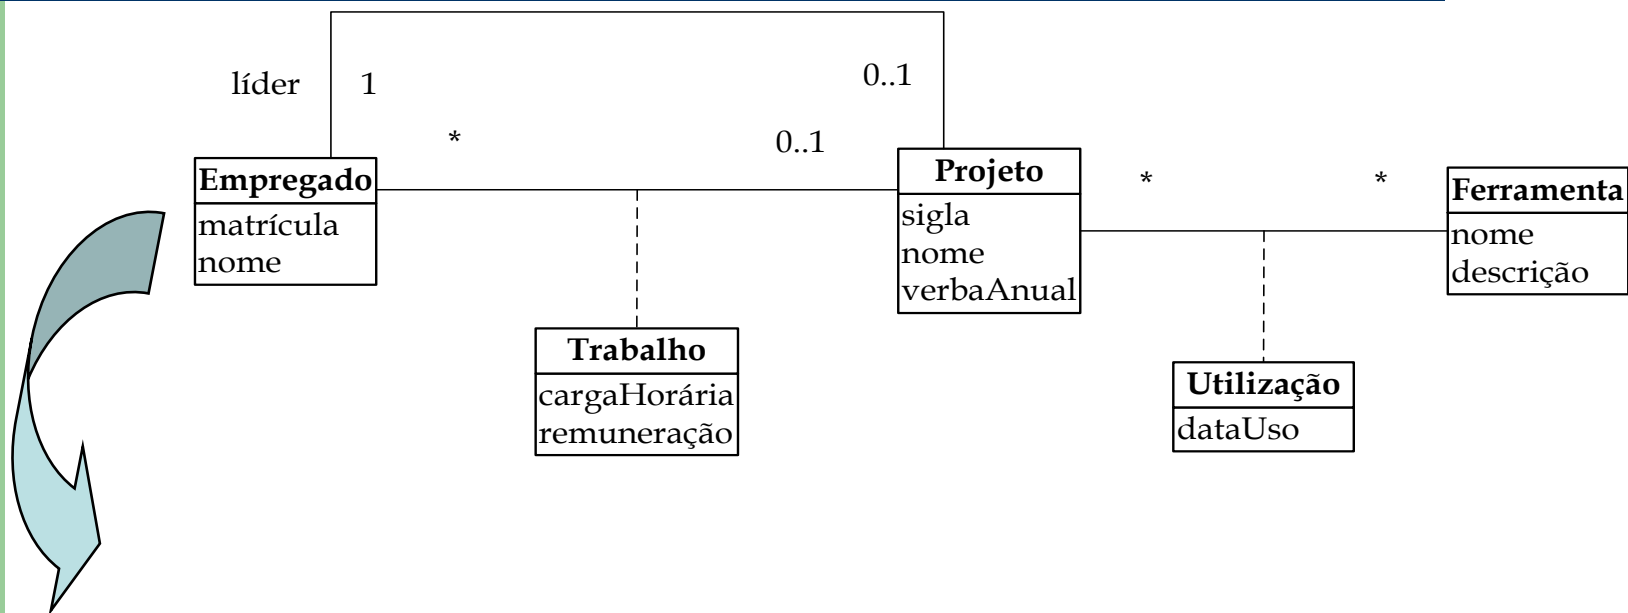 líder
1
0..1
*
0..1
Empregado
matrícula
nome
Projeto
sigla
nome
verbaAnual
*
*
Ferramenta
nome
descrição
Trabalho
cargaHorária
remuneração
Utilização
dataUso